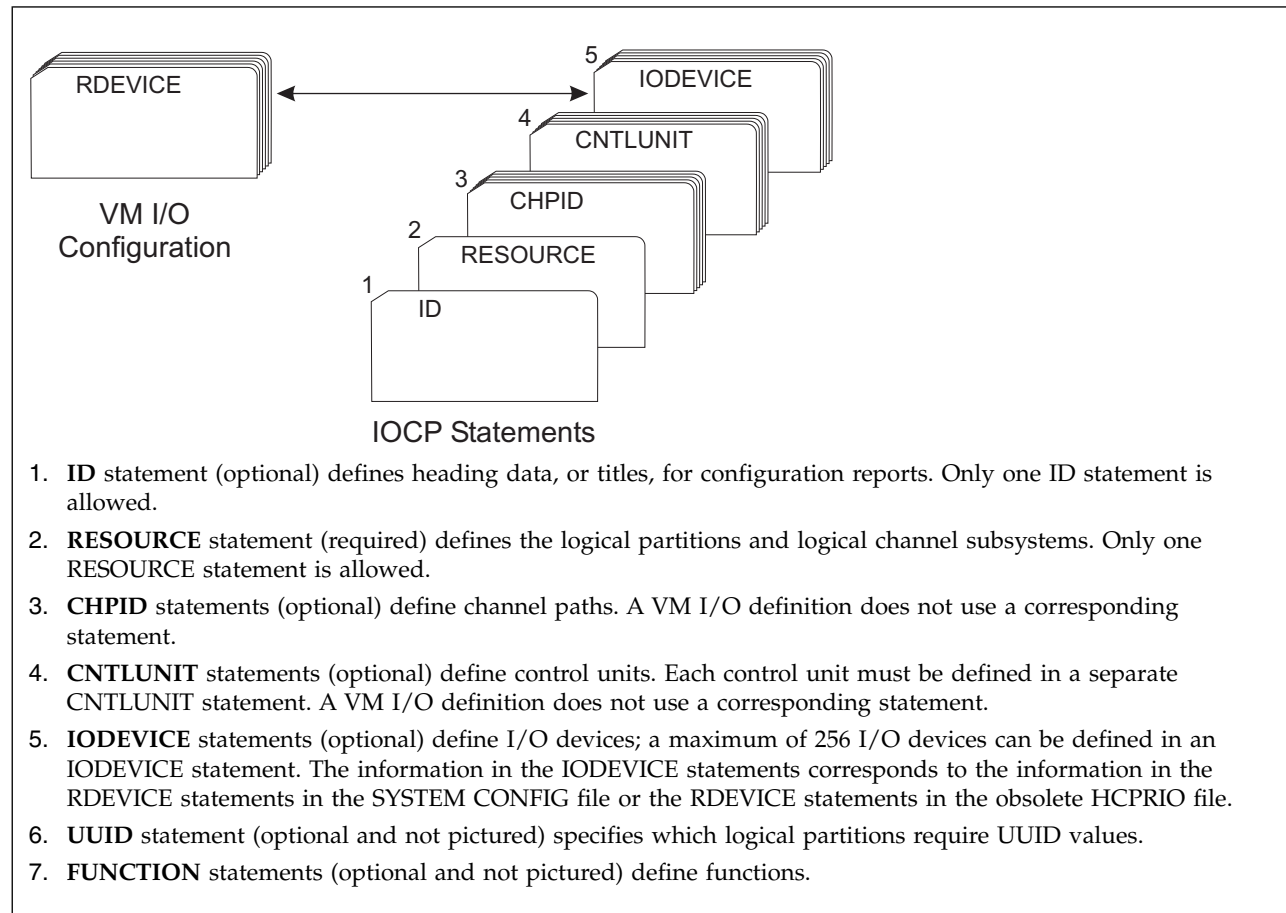 RDEVICE
VM I/O
Configuration
5
IODEVICE
4
CNTLUNIT
3
CHPID
2
RESOURCE
1
ID
IOCP Statements
1. ID statement (optional) defines heading data, or titles, for configuration reports. Only one ID statement is
allowed.
2. RESOURCE statement (required) defines the logical partitions and logical channel subsystems. Only one
RESOURCE statement is allowed.
3. CHPID statements (optional) define channel paths. A VM I/O definition does not use a corresponding
statement.
4. CNTLUNIT statements (optional) define control units. Each control unit must be defined in a separate
CNTLUNIT statement. A VM I/O definition does not use a corresponding statement.
5. IODEVICE statements (optional) define I/O devices; a maximum of 256 I/O devices can be defined in an
IODEVICE statement. The information in the IODEVICE statements corresponds to the information in the
RDEVICE statements in the SYSTEM CONFIG file or the RDEVICE statements in the obsolete HCPRIO file.
6. UUID statement (optional and not pictured) specifies which logical partitions require UUID values.
7. FUNCTION statements (optional and not pictured) define functions.